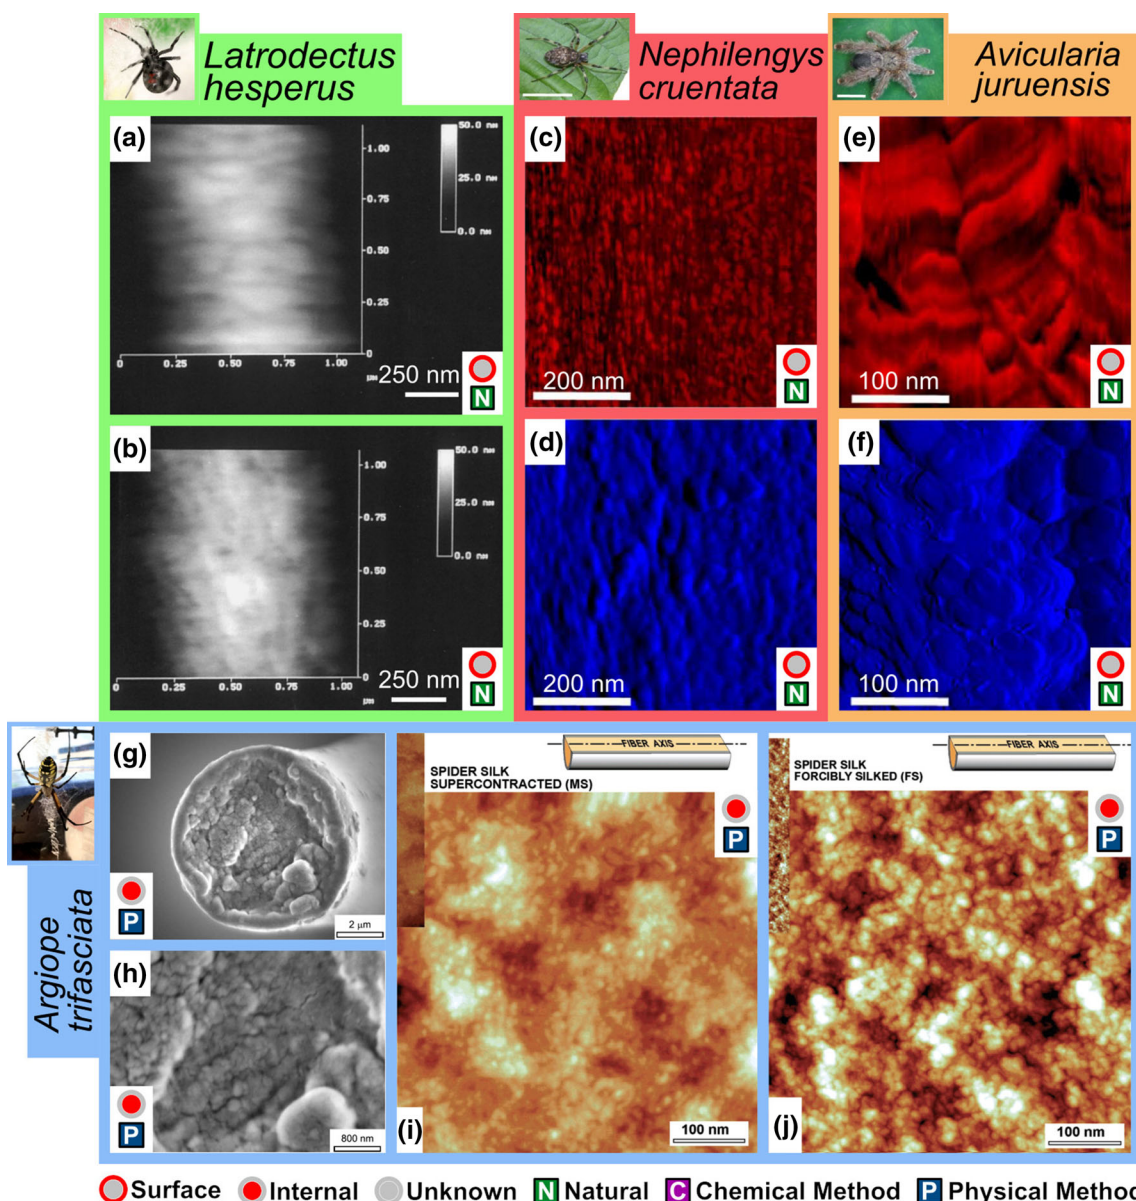 Latrodectus
hesperus
Nephilengys
cruentata
Avicularia
juruensis
(a)
50.0 nm
25.0 nm
0.0 nm
1.00
0.75
0.50
0.25
0
0 0.25 0.50 0.75 1.00
µm
250 nm
N
(b)
50.0 nm
25.0 nm
0.0 nm
1.00
0.75
0.50
0.25
0
0 0.25 0.50 0.75 1.00
µm
250 nm
N
(c)
200 nm
N
(d)
200 nm
N
(e)
100 nm
N
(f)
100 nm
N
Argiope
trifasciata
(g)
P
2 µm
(h)
P
800 nm
FIBER AXIS
SPIDER SILK
SUPERCONTRACTED (MS)
P
(i)
100 nm
FIBER AXIS
SPIDER SILK
FORCIBLY SILKED (FS)
P
(j)
100 nm
Surface Internal Unknown N Natural C Chemical Method P Physical Method